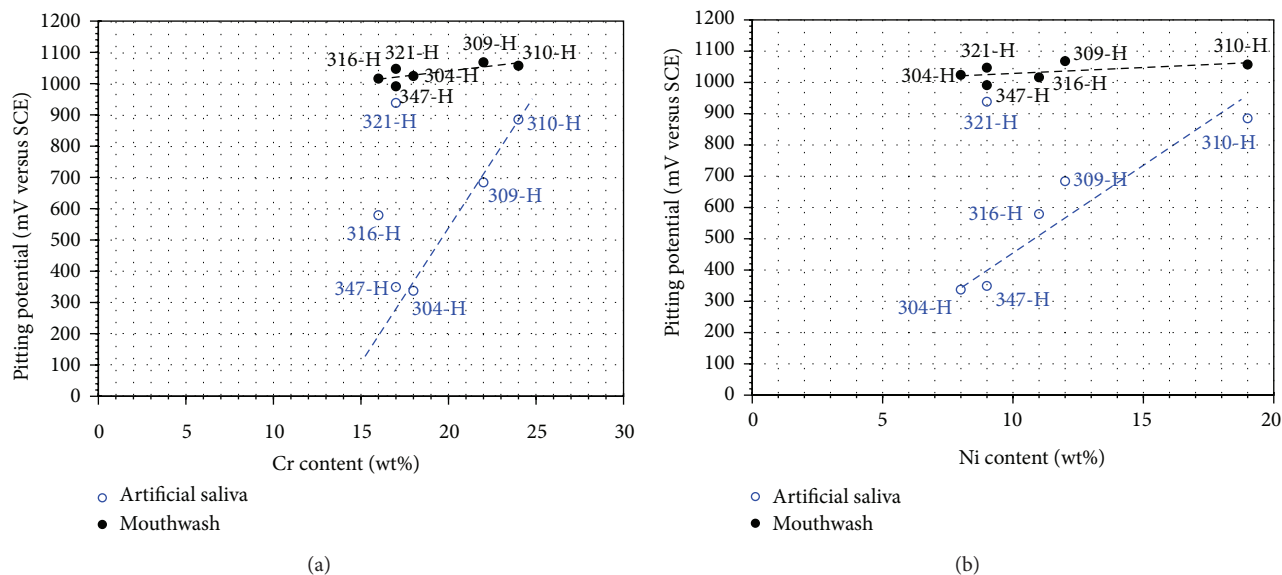 1200
1100
1000
900
800
700
600
500
400
300
200
100
0
Pitting potential (mV versus SCE)
316-H
321-H
309-H
310-H
304-H
347-H
321-H
310-H
309-H
316-H
347-H
304-H
0 5 10 15 20 25 30
Cr content (wt%)
Artificial saliva
Mouthwash
(a)
1200
1100
1000
900
800
700
600
500
400
300
200
100
0
Pitting potential (mV versus SCE)
321-H
309-H
310-H
304-H
347-H
316-H
321-H
310-H
309-H
316-H
304-H
347-H
0 5 10 15 20
Ni content (wt%)
Artificial saliva
Mouthwash
(b)